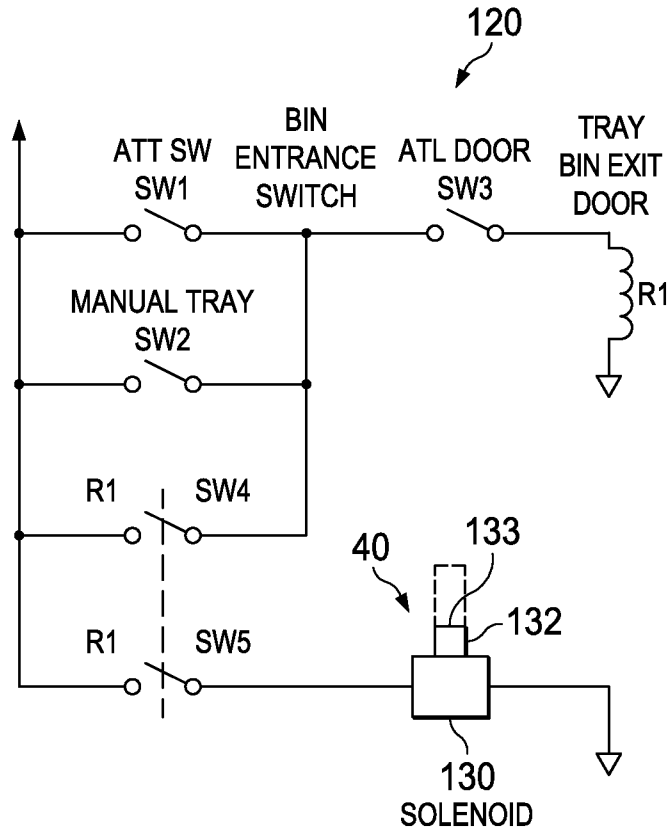 120
ATT SW
SW1
BIN
ENTRANCE
SWITCH
ATL DOOR
SW3
TRAY
BIN EXIT
DOOR
R1
MANUAL TRAY
SW2
R1
SW4
40
133
132
R1
SW5
130
SOLENOID